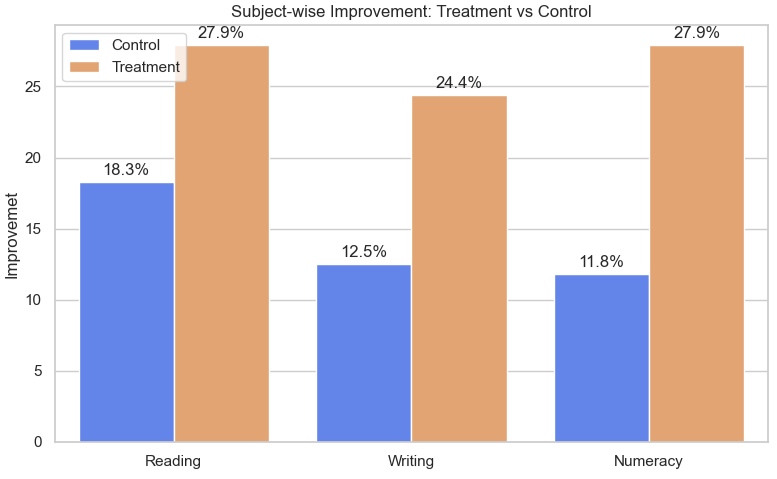 Subject-wise Improvement: Treatment vs Control
Control
Treatment
27.9%
27.9%
24.4%
18.3%
12.5%
11.8%
25
20
15
10
5
0
Improvemet
Reading
Writing
Numeracy